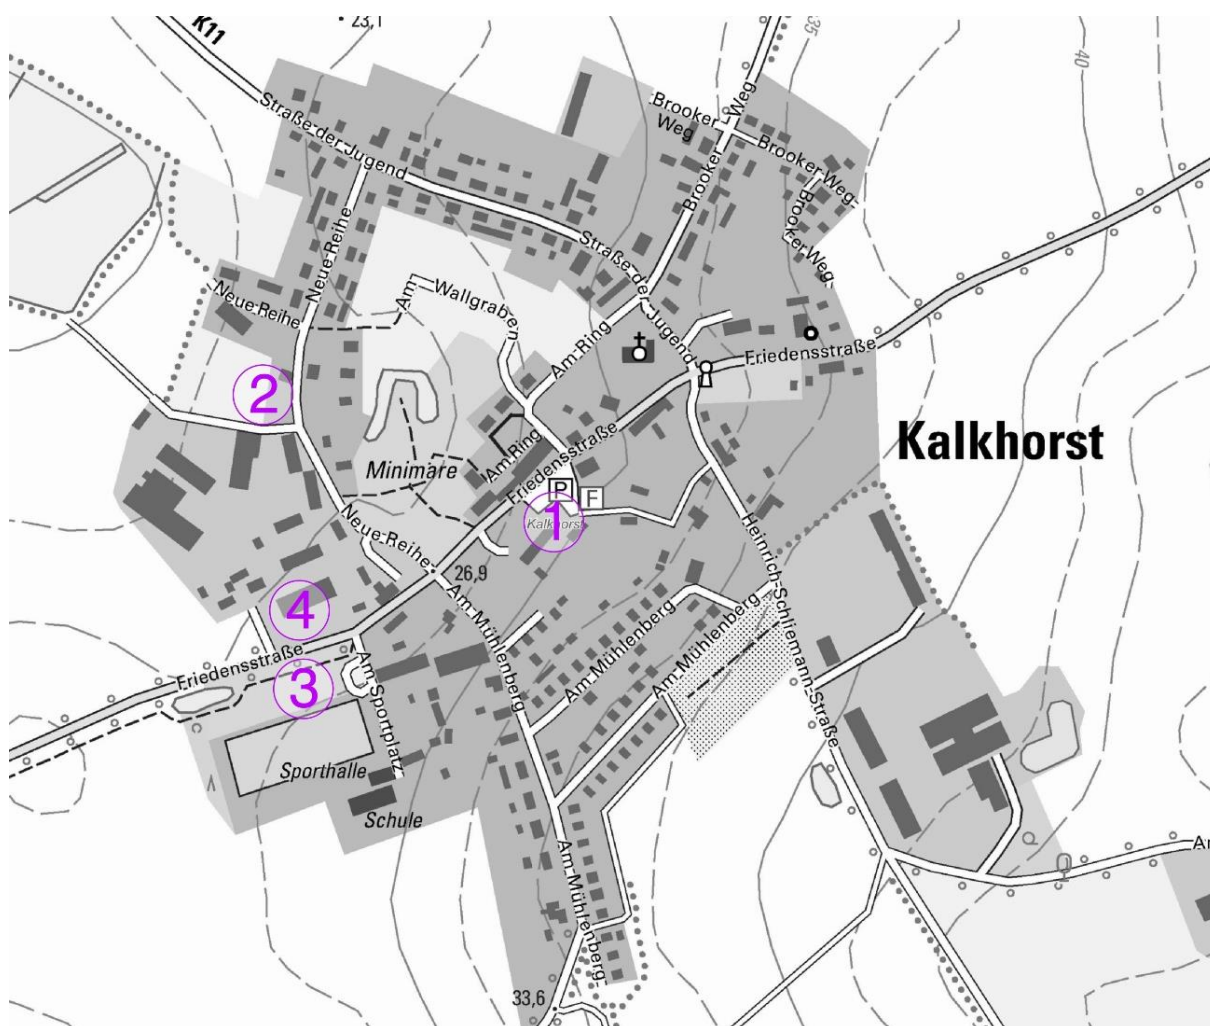 23,1
K11
35
40
Straße der Jugend
Brooker
Weg
Brooker Weg
Brooker Weg
Brooker Weg
Neue Reihe
Neue Reihe
Am
Wallgraben
Straße der Jugend
Am Ring
Friedensstraße
2
Kalkhorst
Minimare
Am Ring
Friedensstraße
P
F
Kalkhorst
1
Neue Reihe
26,9
Heinrich-Schliemann-Straße
4
Am Mühlenberg
Am Mühlenberg
Am Mühlenberg
Friedensstraße
3
Am Sportplatz
Sporthalle
Schule
Am Mühlenberg
33,6